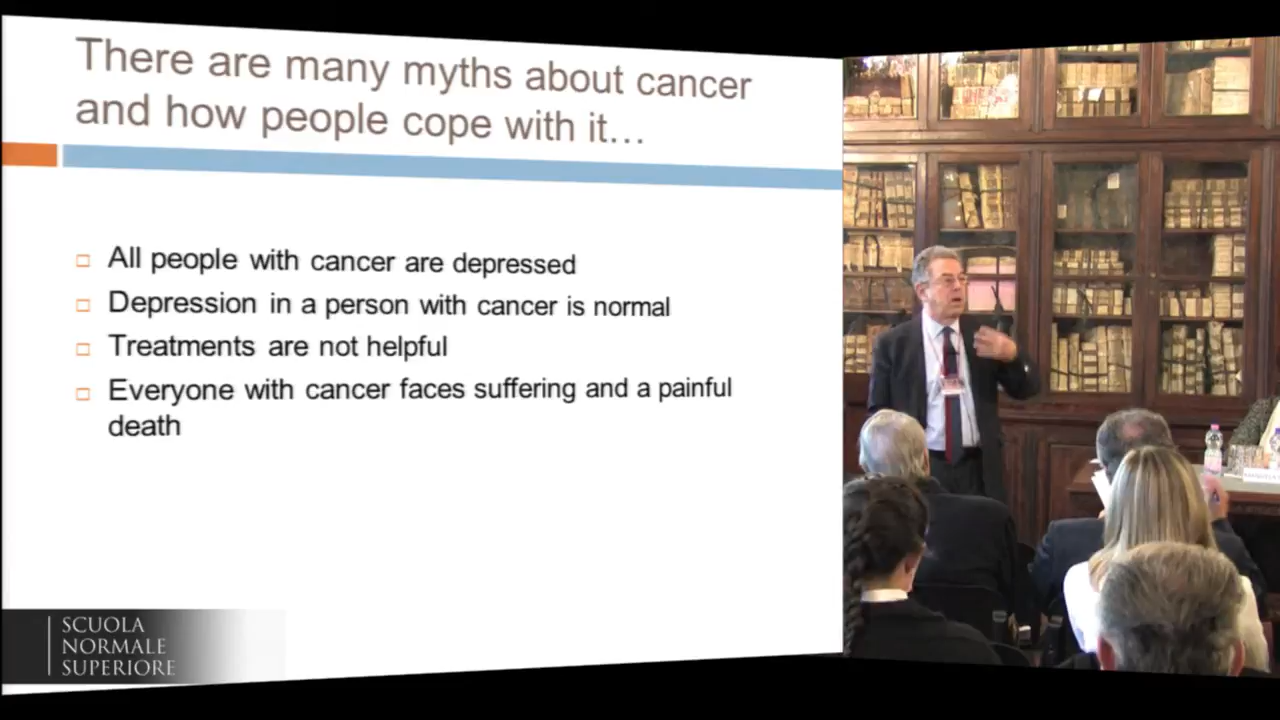 There are many myths about cancer
and how people cope with it…
All people with cancer are depressed
Depression in a person with cancer is normal
Treatments are not helpful
Everyone with cancer faces suffering and a painful
death
SCUOLA
NORMALE
SUPERIORE